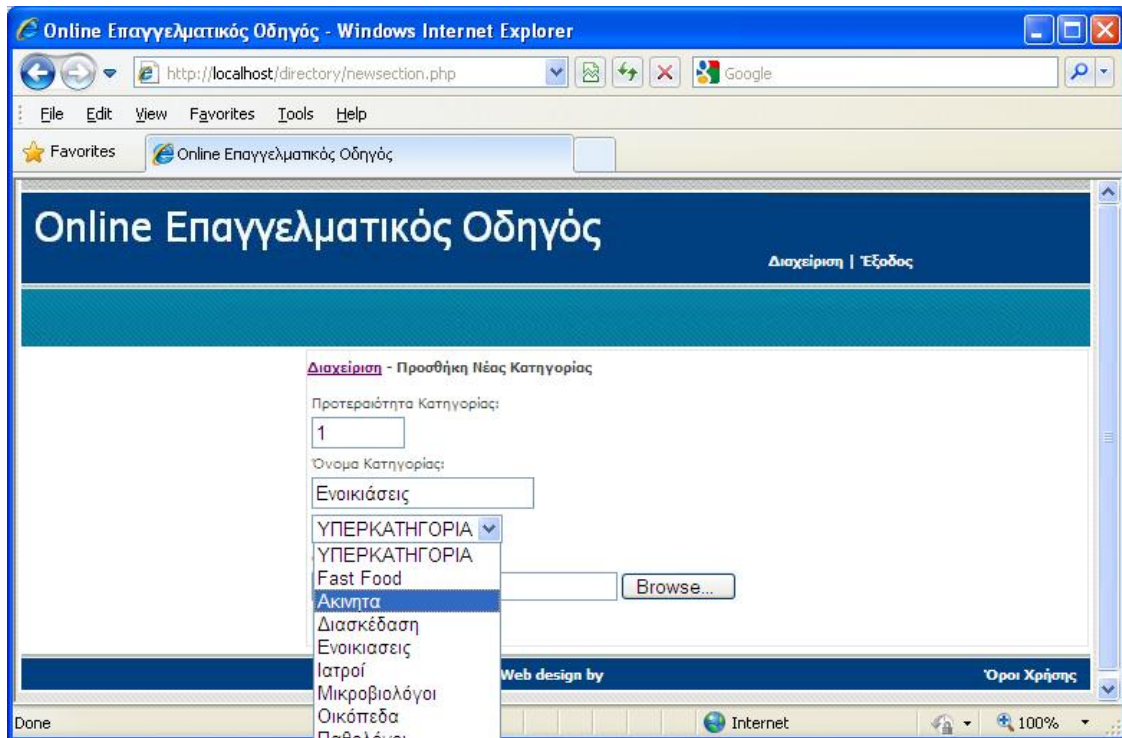 Online Επαγγελματικός Οδηγός - Windows Internet Explorer
http://localhost/directory/newsection.php
Google
File Edit View Favorites Tools Help
Favorites
Online Επαγγελματικός Οδηγός
Online Επαγγελματικός Οδηγός
Διαχείριση | Έξοδος
Διαχείριση - Προσθήκη Νέας Κατηγορίας
Προτεραιότητα Κατηγορίας:
1
Όνομα Κατηγορίας:
Ενοικιάσεις
ΥΠΕΡΚΑΤΗΓΟΡΙΑ
ΥΠΕΡΚΑΤΗΓΟΡΙΑ
Fast Food
Browse...
Ακινητα
Διασκέδαση
Ενοικιασεις
Ιατροί
Web design by
Όροι Χρήσης
Μικροβιολόγοι
Οικόπεδα
Done
Internet
100%